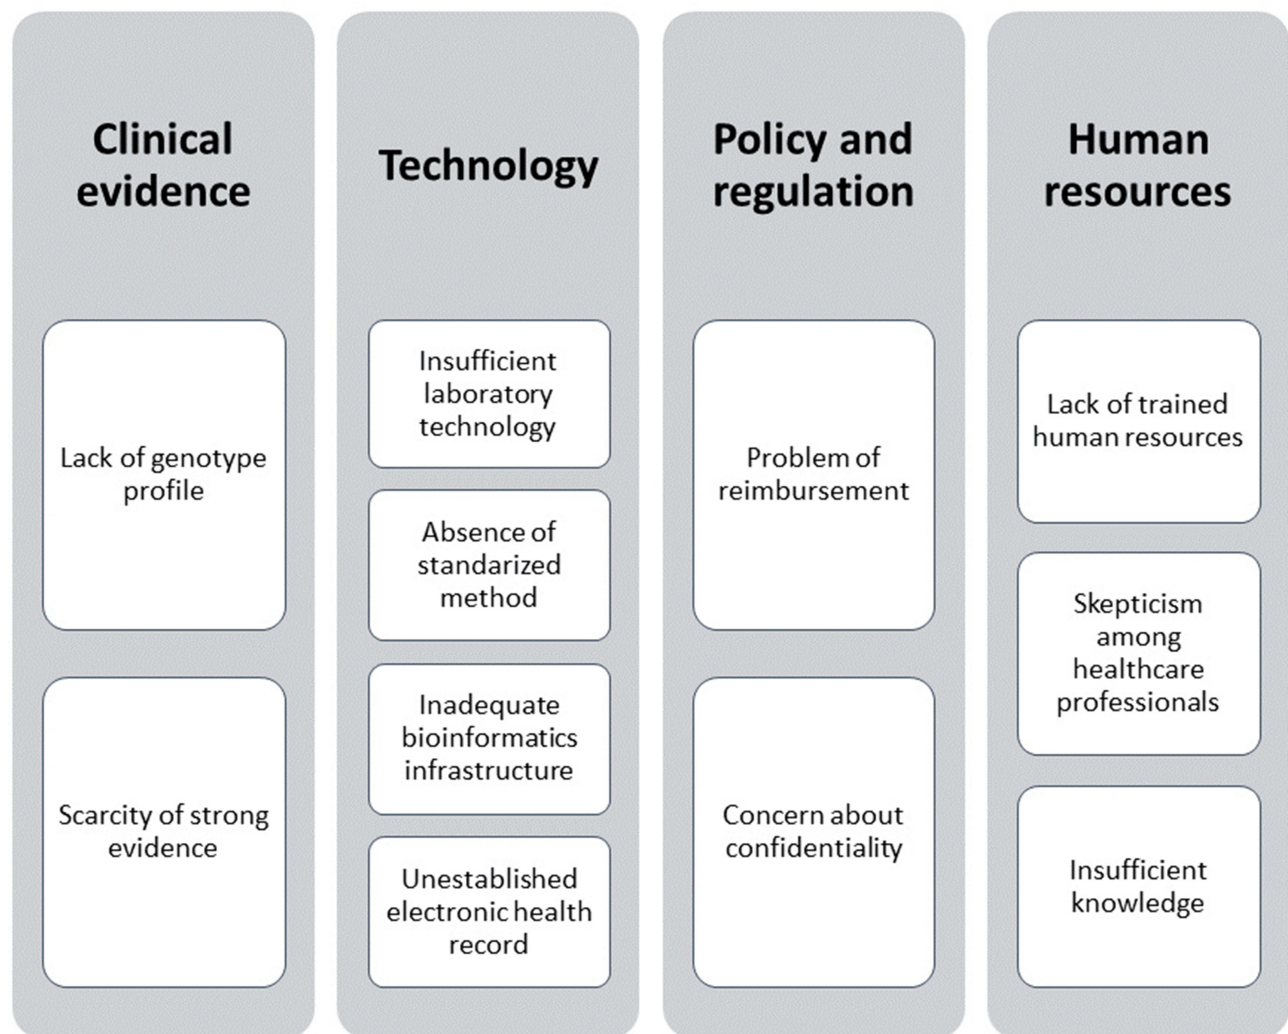 Clinical
evidence
Lack of genotype
profile
Scarcity of strong
evidence
Technology
Insufficient
laboratory
technology
Absence of
standarized
method
Inadequate
bioinformatics
infrastructure
Unestablished
electronic health
record
Policy and
regulation
Problem of
reimbursement
Concern about
confidentiality
Human
resources
Lack of trained
human resources
Skepticism
among
healthcare
professionals
Insufficient
knowledge